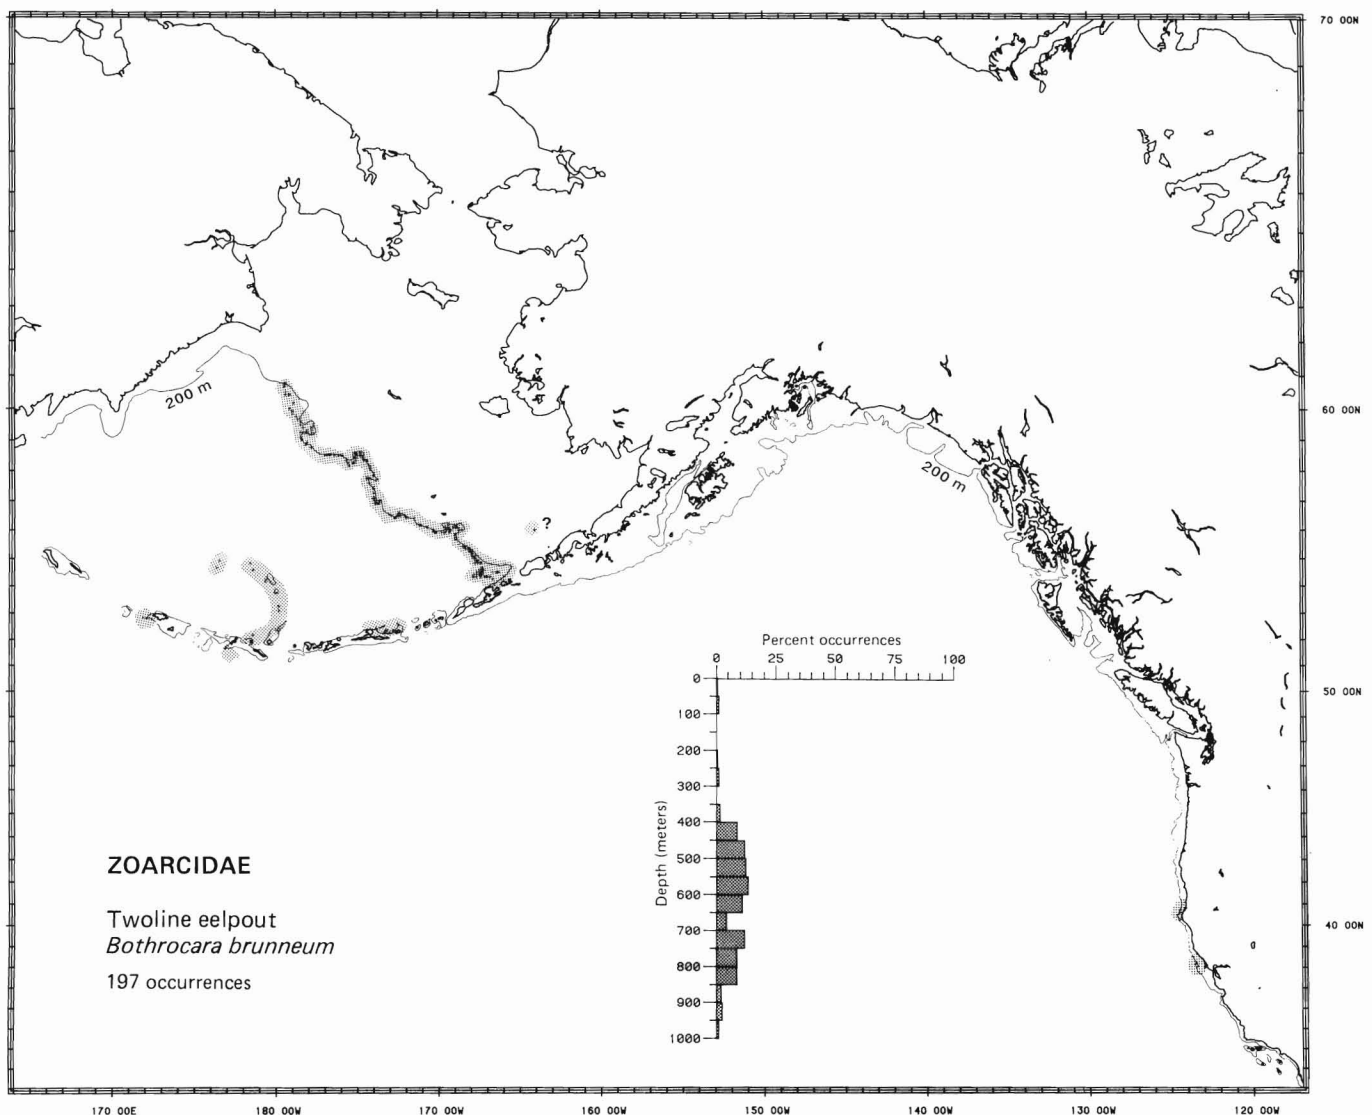 70 00N
200 m
60 00N
200 m
?
50 00N
Percent occurrences
0 25 50 75 100
Depth (meters)
0
100
200
300
400
500
600
700
800
900
1000
ZOARCIDAE
Twoline eelpout
Bothrocara brunneum
197 occurrences
40 00N
170 00E 180 00W 170 00W 160 00W 150 00W 140 00W 130 00W 120 00W